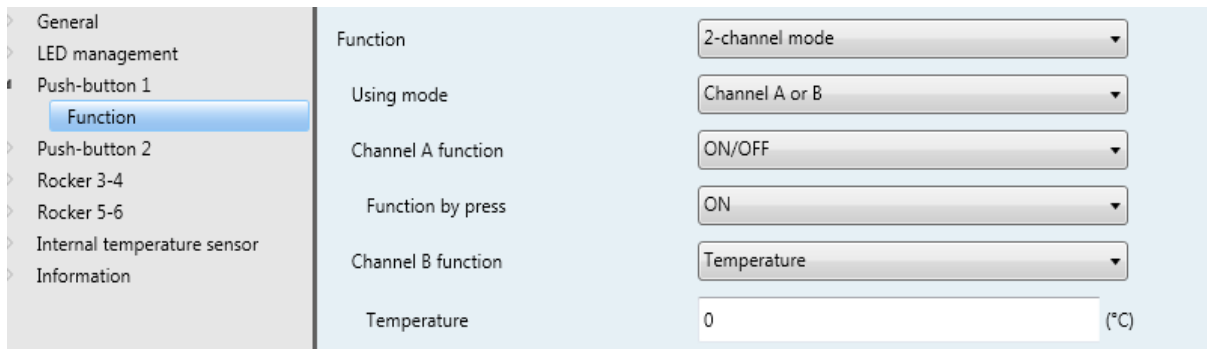 General
LED management
Push-button 1
Function
Push-button 2
Rocker 3-4
Rocker 5-6
Internal temperature sensor
Information
Function 2-channel mode
Using mode Channel A or B
Channel A function ON/OFF
Function by press ON
Channel B function Temperature
Temperature 0 (°C)